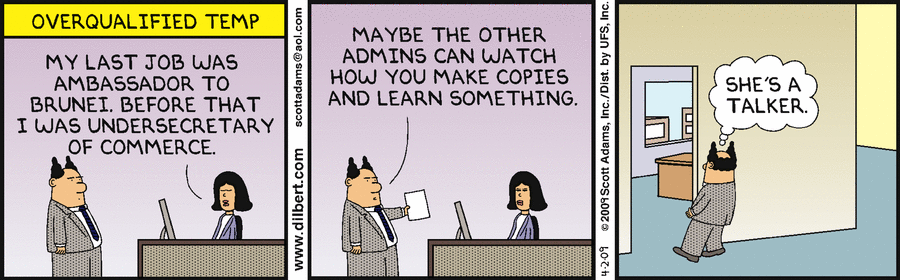 OVERQUALIFIED TEMP
MY LAST JOB WAS
AMBASSADOR TO
BRUNEI. BEFORE THAT
I WAS UNDERSECRETARY
OF COMMERCE.
www.dilbert.com scottadams@aol.com
MAYBE THE OTHER
ADMINS CAN WATCH
HOW YOU MAKE COPIES
AND LEARN SOMETHING.
4-2-09 © 2009 Scott Adams, Inc./Dist. by UFS, Inc.
SHE'S A
TALKER.